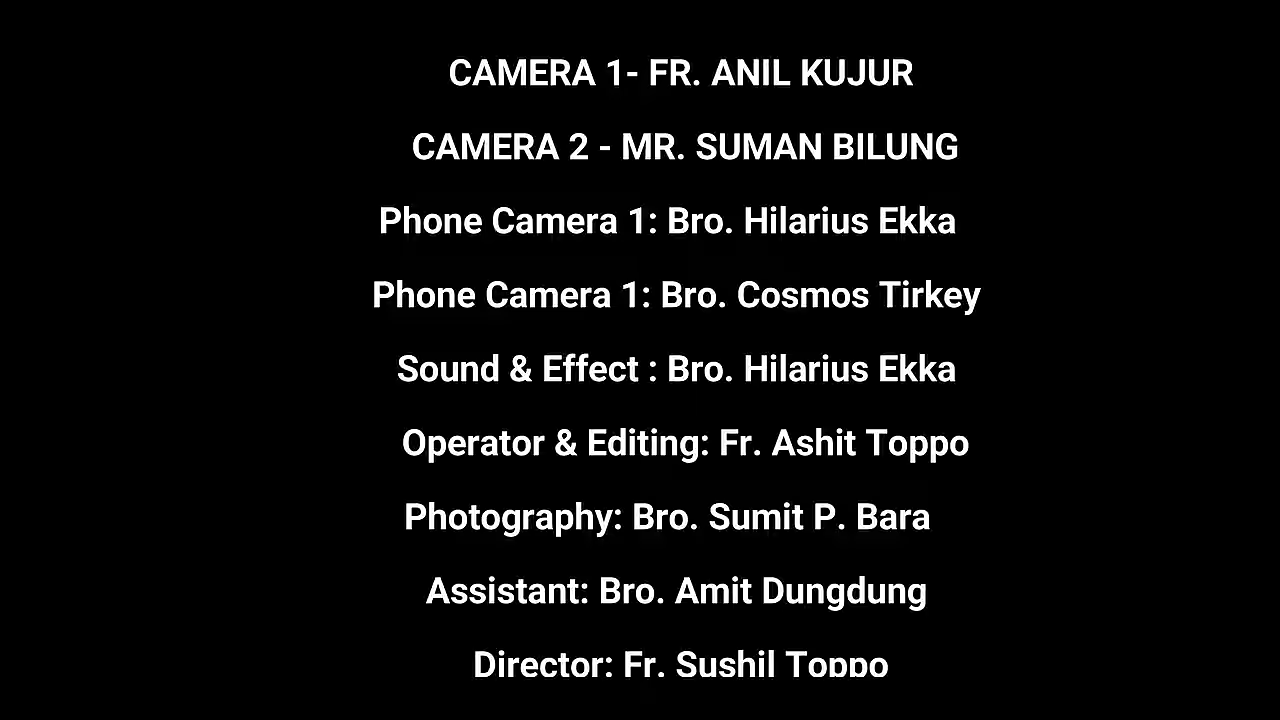 CAMERA 1- FR. ANIL KUJUR
CAMERA 2 - MR. SUMAN BILUNG
Phone Camera 1: Bro. Hilarius Ekka
Phone Camera 1: Bro. Cosmos Tirkey
Sound & Effect : Bro. Hilarius Ekka
Operator & Editing: Fr. Ashit Toppo
Photography: Bro. Sumit P. Bara
Assistant: Bro. Amit Dungdung
Director: Fr. Sushil Toppo